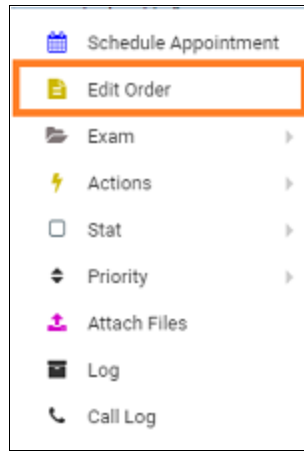 Schedule Appointment
Edit Order
Exam
Actions
Stat
Priority
Attach Files
Log
Call Log